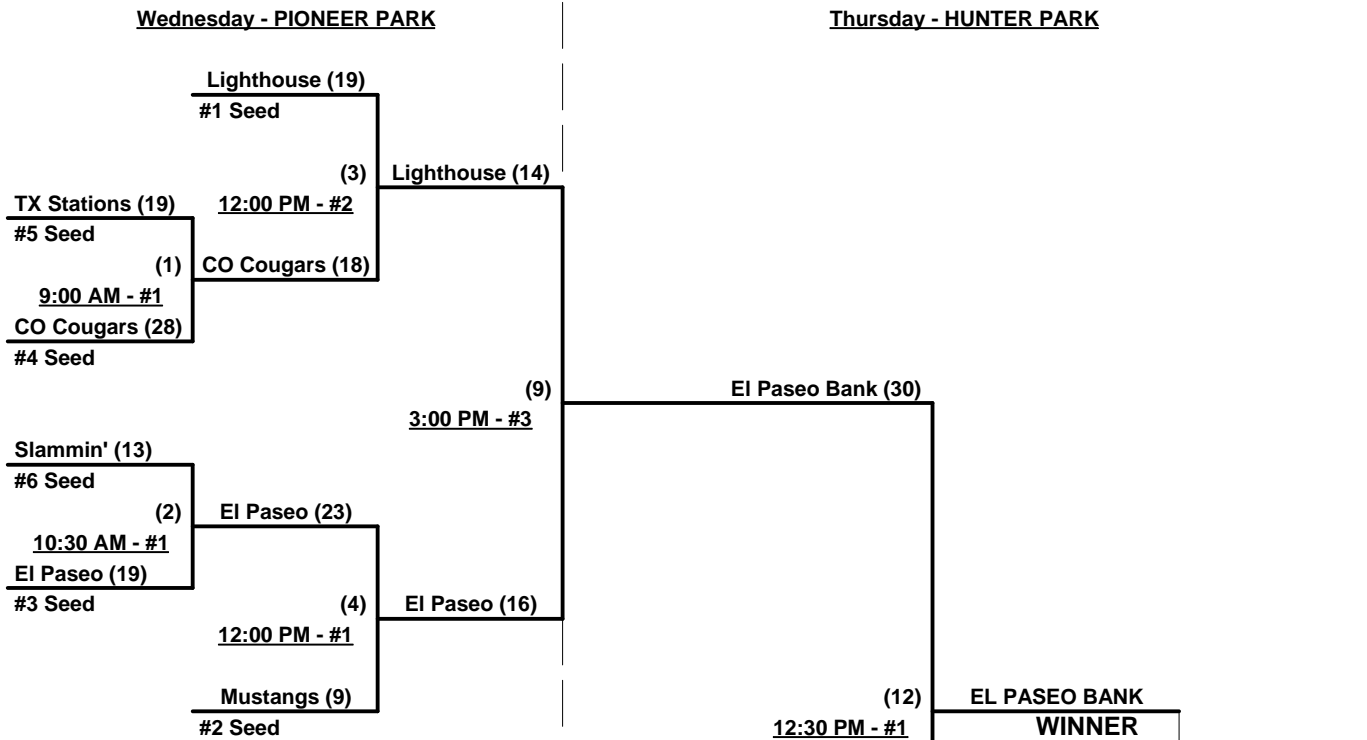 Wednesday - PIONEER PARK
Thursday - HUNTER PARK
Lighthouse (19)
#1 Seed
(3)
Lighthouse (14)
TX Stations (19)
12:00 PM - #2
#5 Seed
(1)
CO Cougars (18)
9:00 AM - #1
CO Cougars (28)
#4 Seed
(9)
El Paseo Bank (30)
3:00 PM - #3
Slammin' (13)
#6 Seed
(2)
El Paseo (23)
10:30 AM - #1
El Paseo (19)
#3 Seed
(4)
El Paseo (16)
12:00 PM - #1
Mustangs (9)
(12)
EL PASEO BANK
#2 Seed
12:30 PM - #1
WINNER